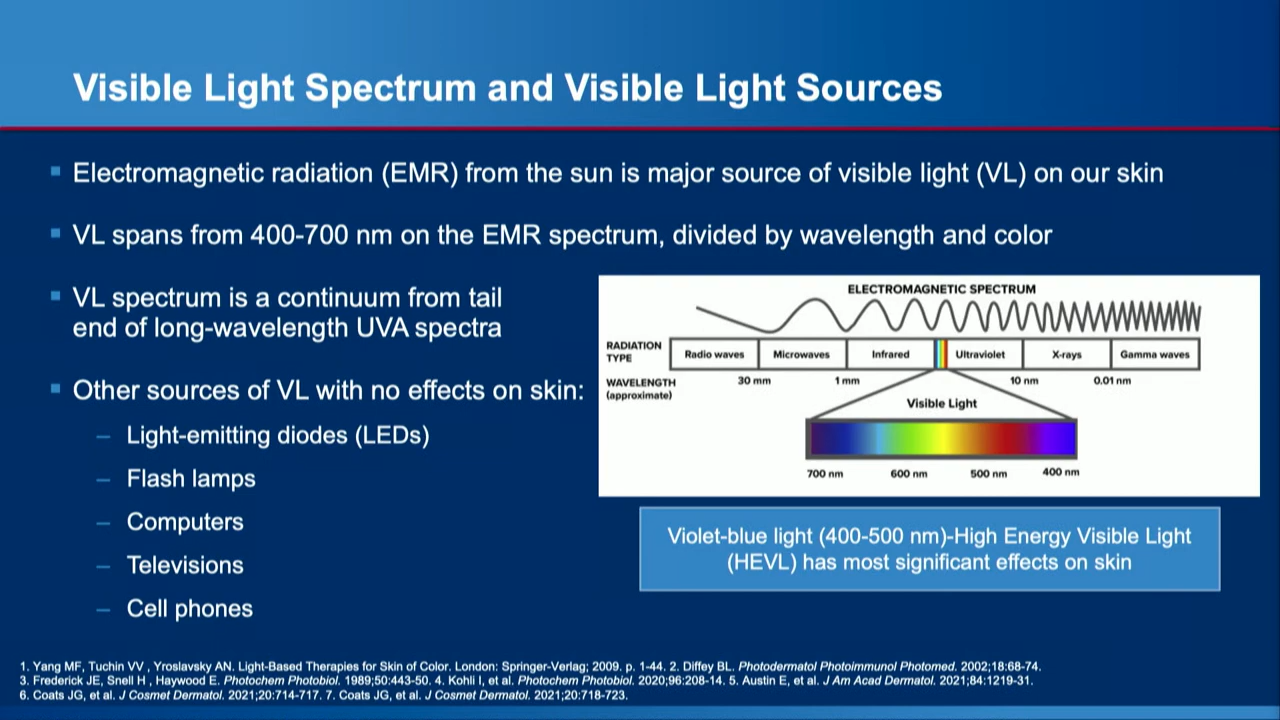 Visible Light Spectrum and Visible Light Sources
Electromagnetic radiation (EMR) from the sun is major source of visible light (VL) on our skin
VL spans from 400-700 nm on the EMR spectrum, divided by wavelength and color
VL spectrum is a continuum from tail
end of long-wavelength UVA spectra
Other sources of VL with no effects on skin:
– Light-emitting diodes (LEDs)
– Flash lamps
– Computers
– Televisions
– Cell phones
ELECTROMAGNETIC SPECTRUM
RADIATION
TYPE
Radio waves Microwaves Infrared Ultraviolet X-rays Gamma waves
WAVELENGTH
(approximate)
30 mm 1 mm 10 nm 0.01 nm
Visible Light
700 nm 600 nm 500 nm 400 nm
Violet-blue light (400-500 nm)-High Energy Visible Light
(HEVL) has most significant effects on skin
1. Yang MF, Tuchin VV , Yroslavsky AN. Light-Based Therapies for Skin of Color. London: Springer-Verlag; 2009. p. 1-44. 2. Diffey BL. Photodermatol Photoimmunol Photomed. 2002;18:68-74.
3. Frederick JE, Snell H , Haywood E. Photochem Photobiol. 1989;50:443-50. 4. Kohli I, et al. Photochem Photobiol. 2020;96:208-14. 5. Austin E, et al. J Am Acad Dermatol. 2021;84:1219-31.
6. Coats JG, et al. J Cosmet Dermatol. 2021;20:714-717. 7. Coats JG, et al. J Cosmet Dermatol. 2021;20:718-723.